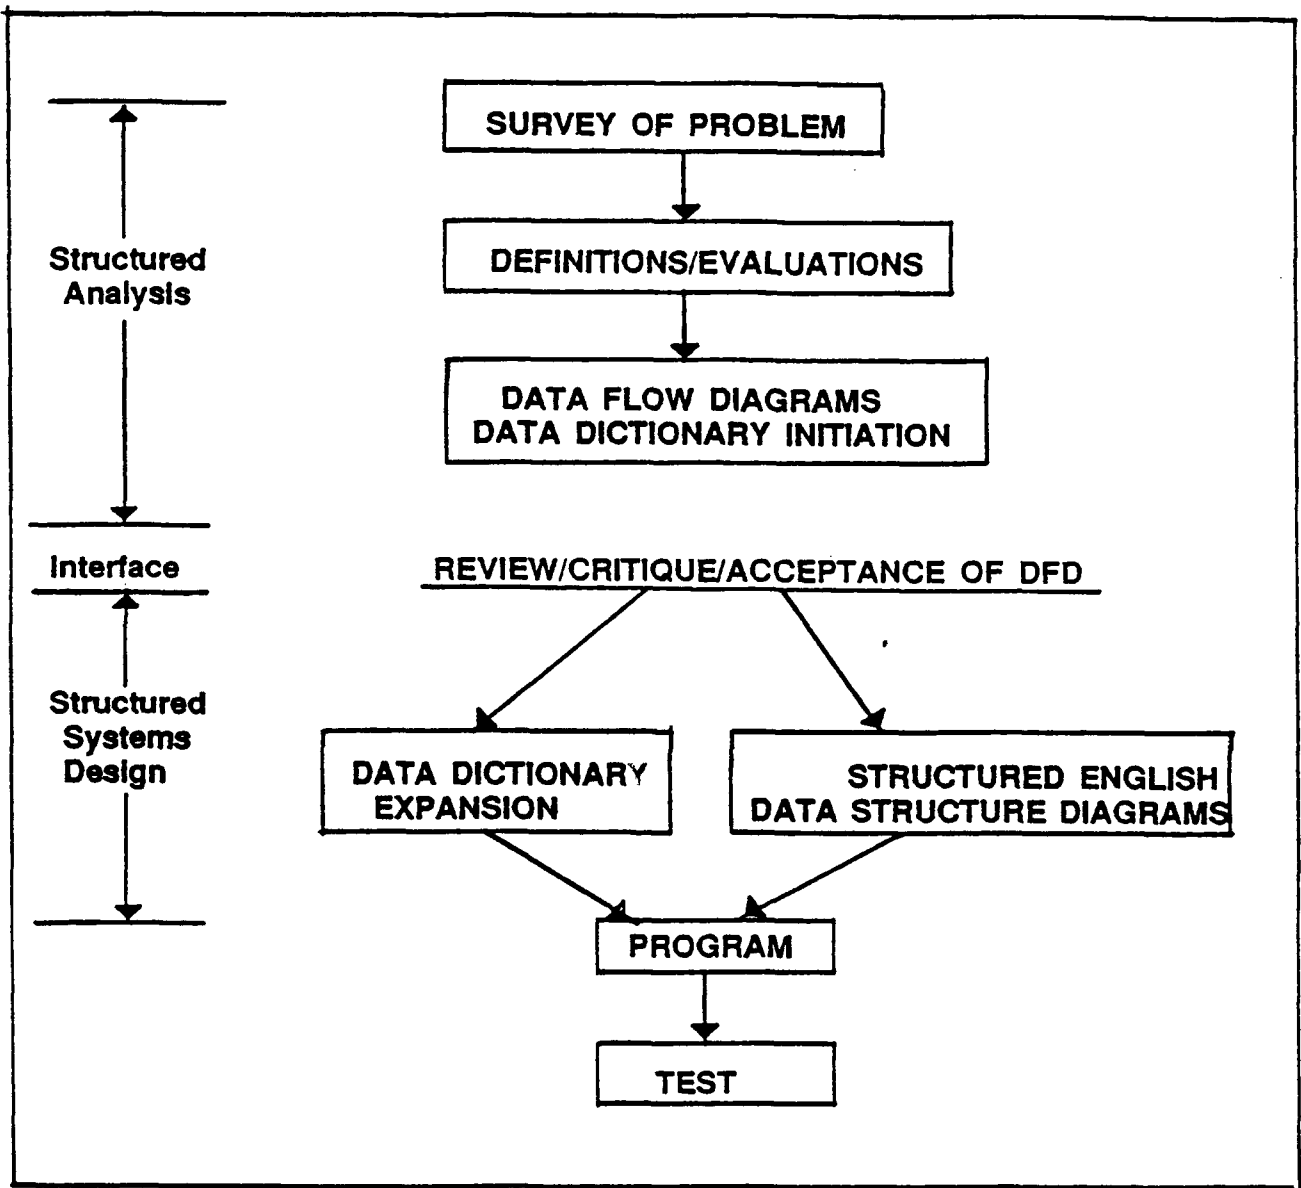 SURVEY OF PROBLEM
DEFINITIONS/EVALUATIONS
Structured
Analysis
DATA FLOW DIAGRAMS
DATA DICTIONARY INITIATION
Interface
REVIEW/CRITIQUE/ACCEPTANCE OF DFD
Structured
Systems
Design
DATA DICTIONARY
EXPANSION
STRUCTURED ENGLISH
DATA STRUCTURE DIAGRAMS
PROGRAM
TEST